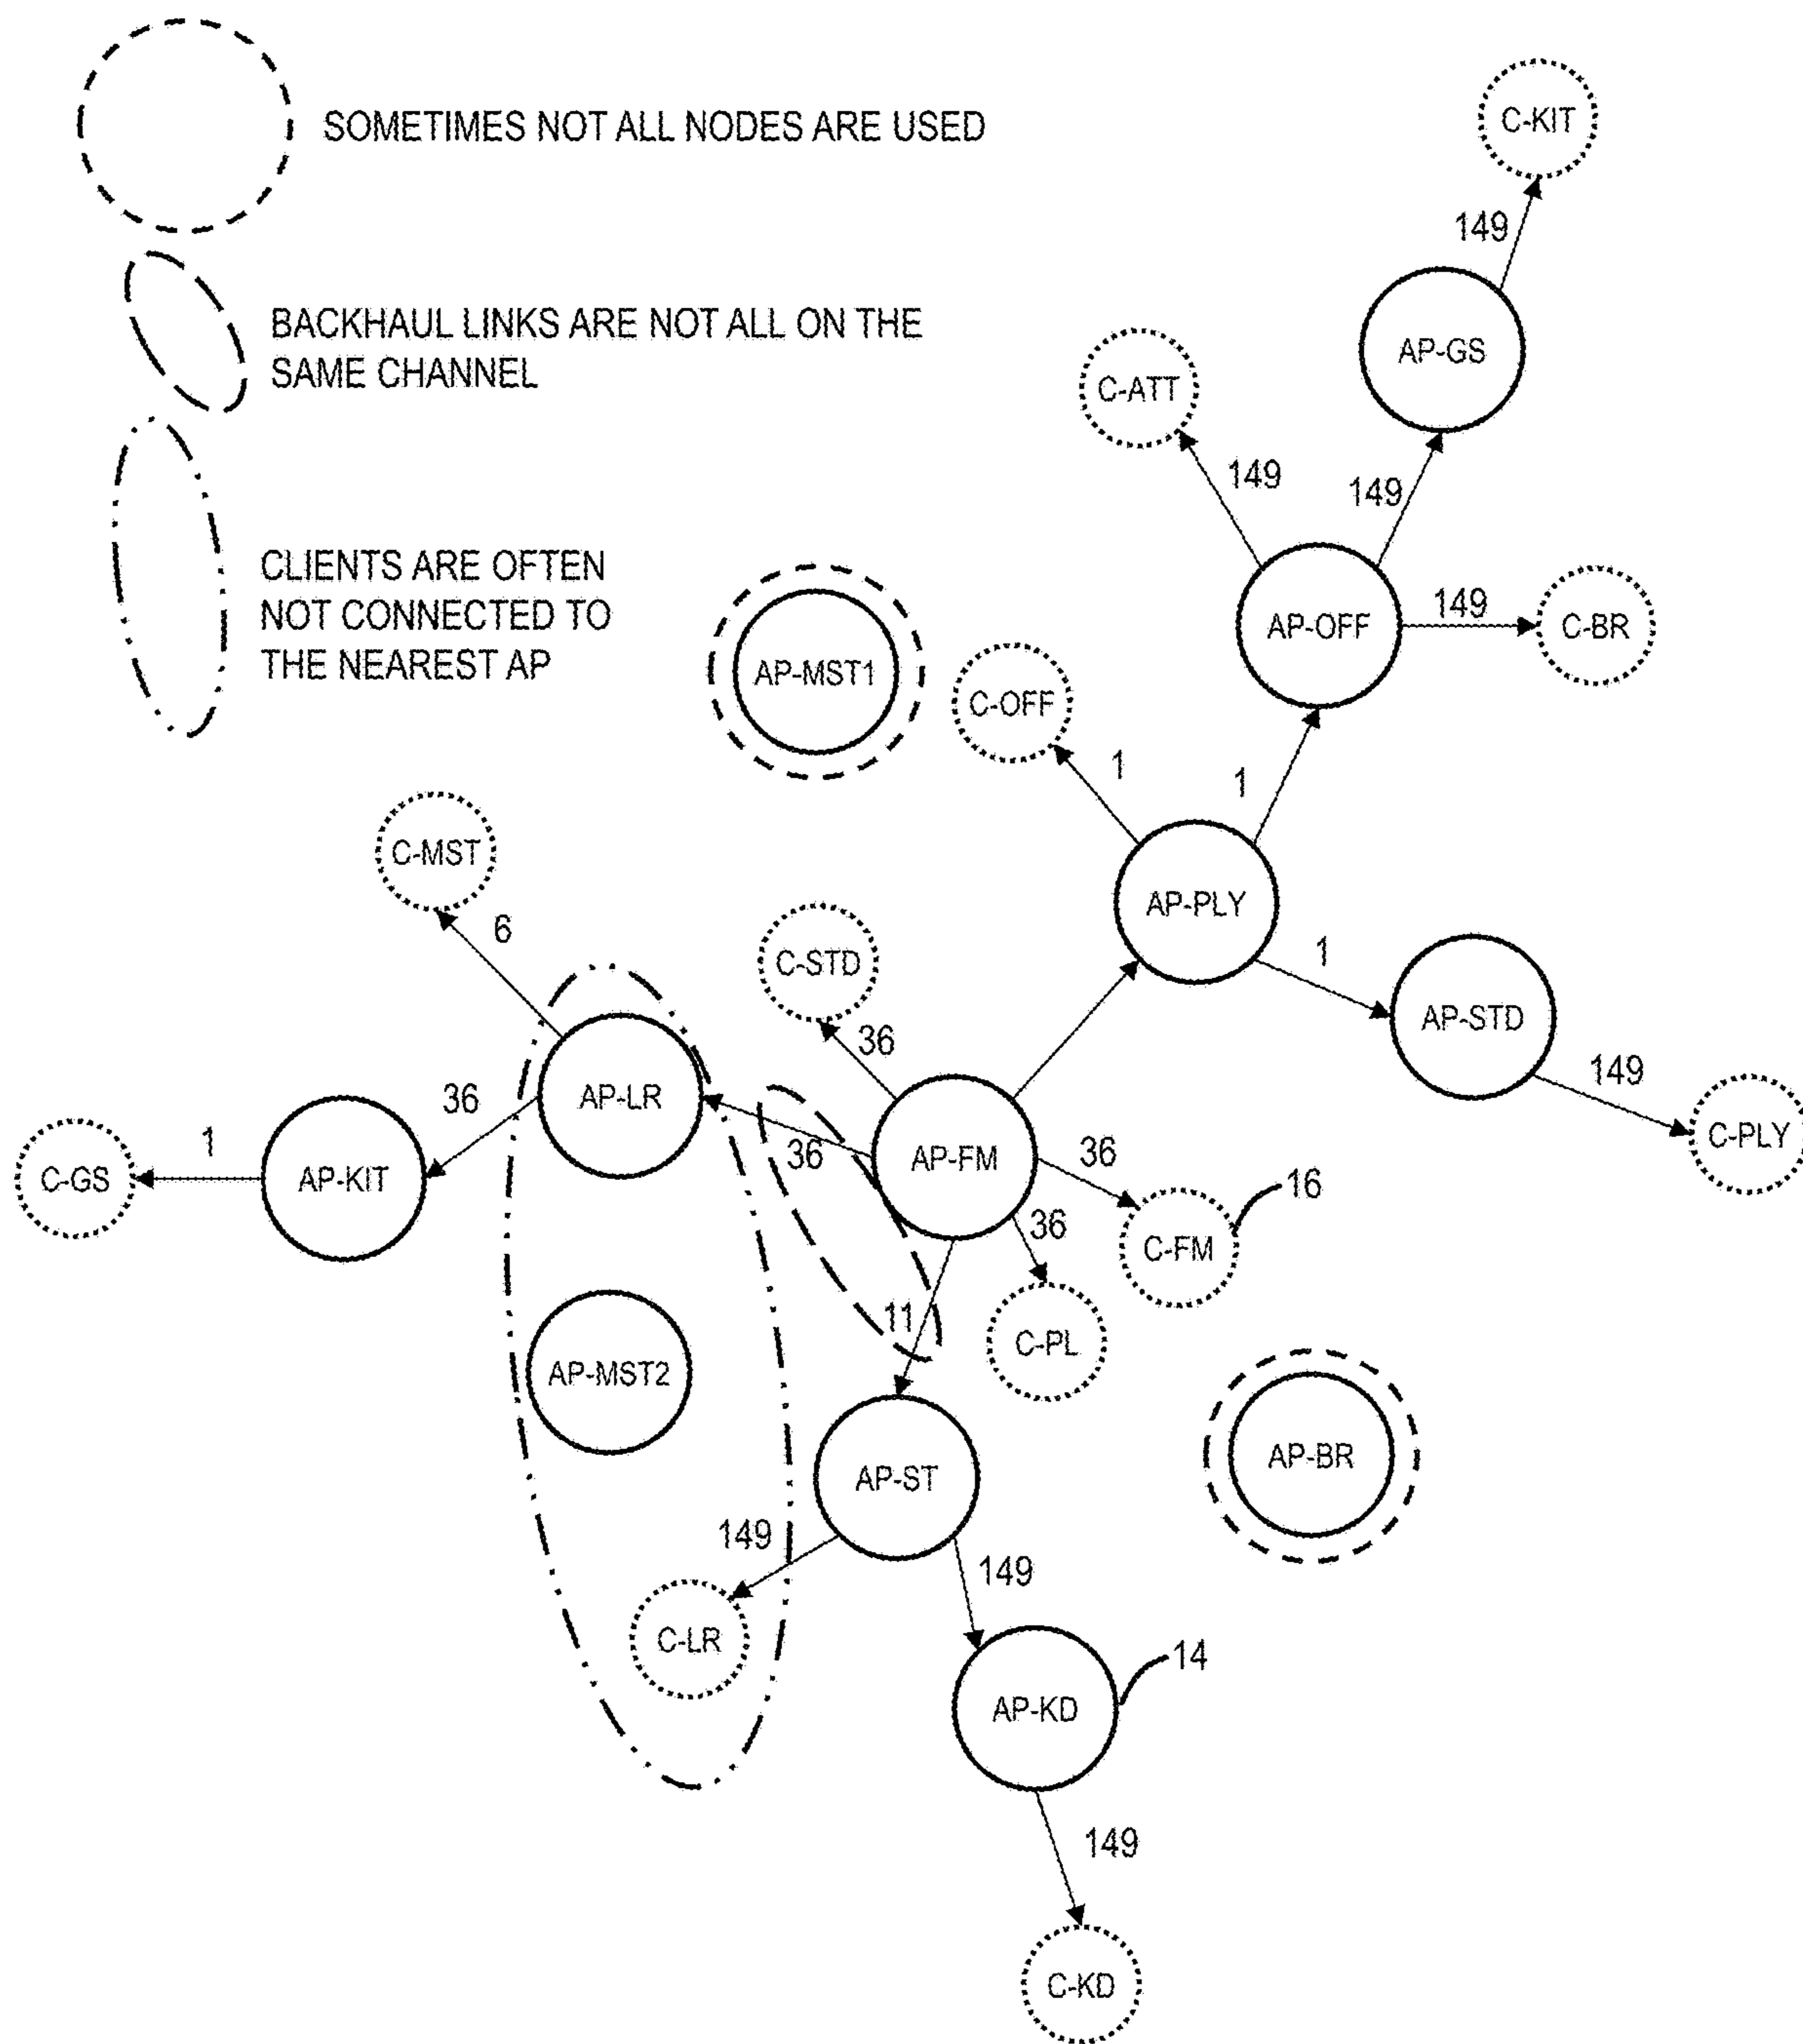 SOMETIMES NOT ALL NODES ARE USED
BACKHAUL LINKS ARE NOT ALL ON THE
SAME CHANNEL
CLIENTS ARE OFTEN
NOT CONNECTED TO
THE NEAREST AP
C-KIT
149
AP-GS
C-ATT
149
149
AP-OFF
149
C-BR
AP-MST1
C-OFF
1
1
C-MST
AP-PLY
6
C-STD
1
AP-STD
36
149
AP-LR
36
C-PLY
C-GS
1
AP-KIT
36
AP-FM
36
16
36
C-FM
11
C-PL
AP-MST2
AP-BR
AP-ST
149
149
C-LR
14
AP-KD
149
C-KD